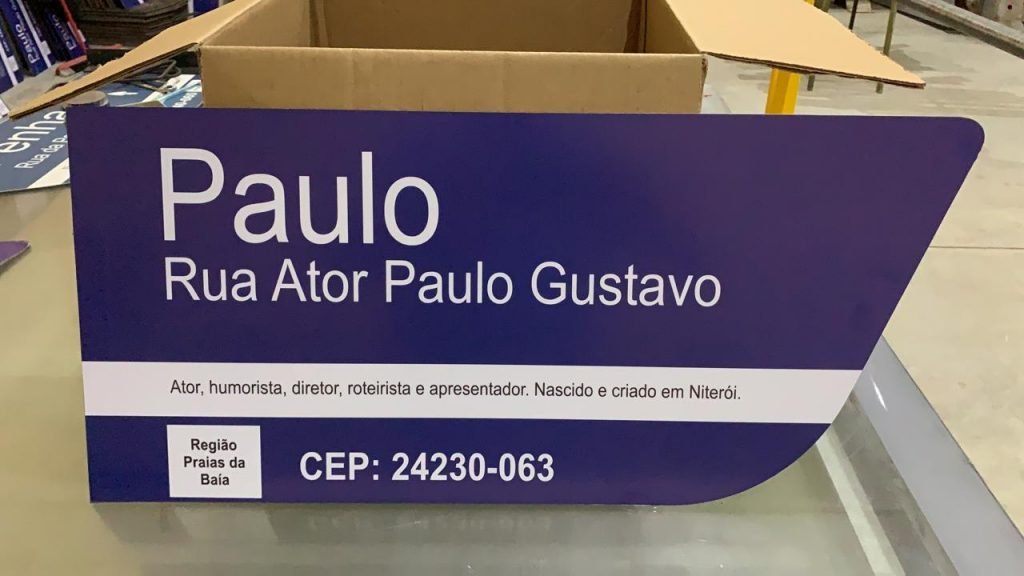 Paulo
Rua Ator Paulo Gustavo
Ator, humorista, diretor, roteirista e apresentador. Nascido e criado em Niterói.
Região
Praias da
Baía
CEP: 24230-063